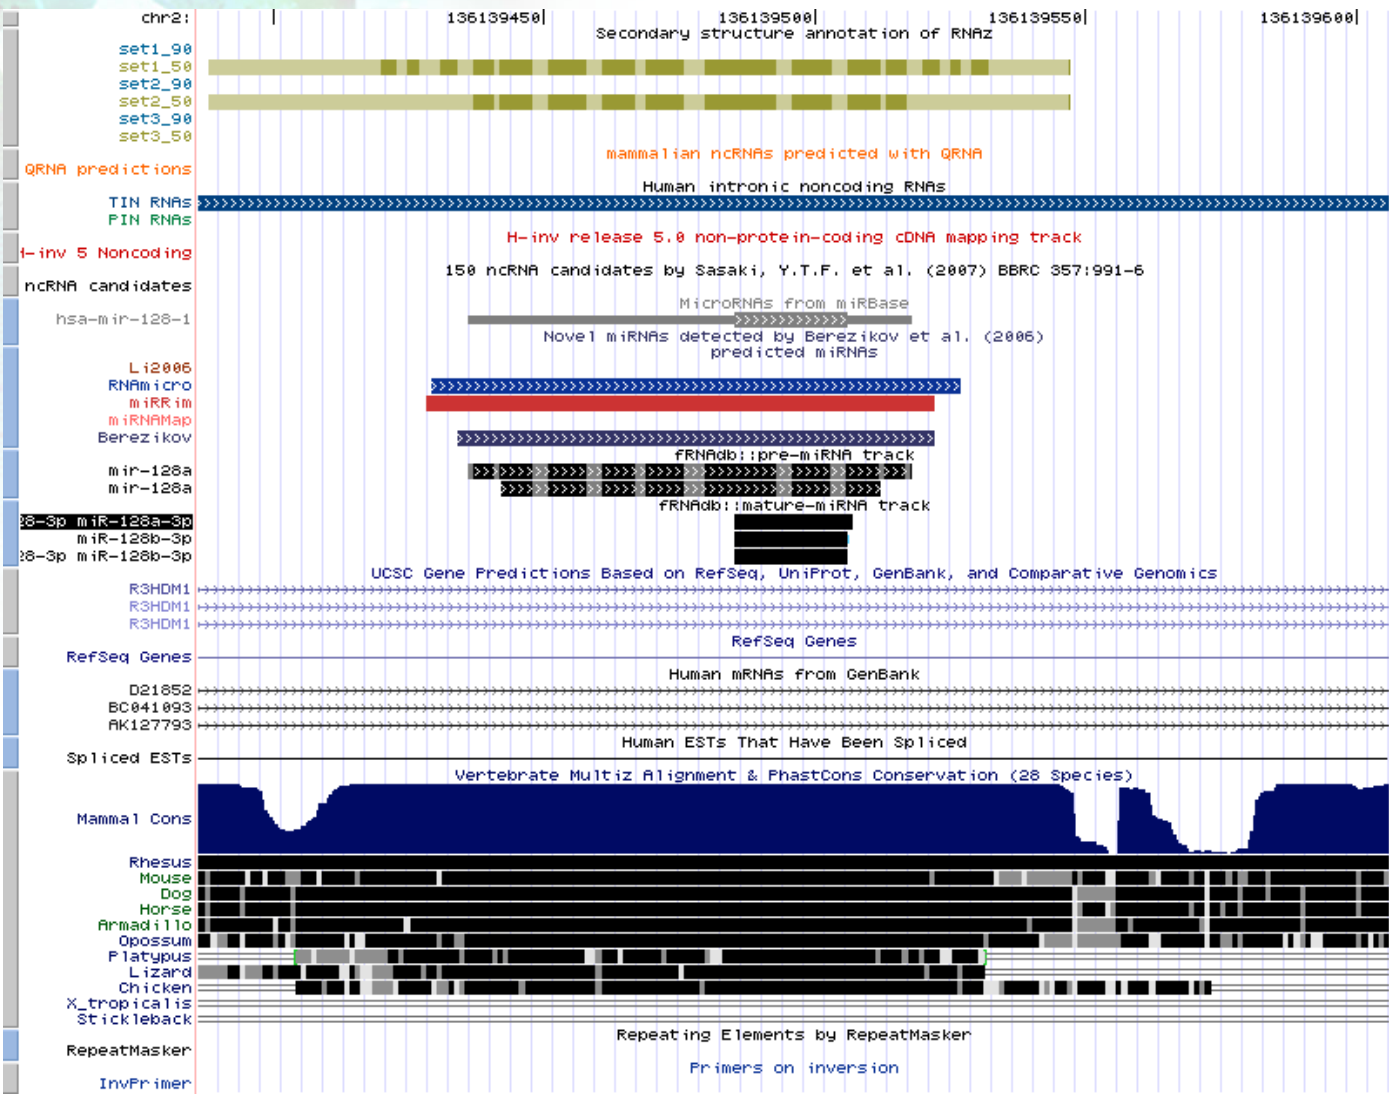 chr2: 136139450| 136139500| 136139550| 136139600|
Secondary structure annotation of RNAz
set1_90
set1_50
set2_90
set2_50
set3_90
set3_50
mammalian ncRNAs predicted with QRNA
QRNA predictions
Human intronic noncoding RNAs
TIN RNAs
PIN RNAs
H-inv release 5.0 non-protein-coding cDNA mapping track
H-inv 5 Noncoding
150 ncRNA candidates by Sasaki, Y.T.F. et al. (2007) BBRC 357:991-6
ncRNA candidates
MicroRNAs from miRBase
hsa-mir-128-1
Novel miRNAs detected by Berezikov et al. (2006)
predicted miRNAs
Li2006
RNAmicro
miRRim
miRNAMap
Berezikov
fRNAdb::pre-miRNA track
mir-128a
mir-128a
fRNAdb::mature-miRNA track
28-3p miR-128a-3p
miR-128b-3p
28-3p miR-128b-3p
UCSC Gene Predictions Based on RefSeq, UniProt, GenBank, and Comparative Genomics
R3HDM1
R3HDM1
R3HDM1
RefSeq Genes
RefSeq Genes
Human mRNAs from GenBank
D21852
BC041093
AK127793
Human ESTs That Have Been Spliced
Spliced ESTs
Vertebrate Multiz Alignment & PhastCons Conservation (28 Species)
Mammal Cons
Rhesus
Mouse
Dog
Horse
Armadillo
Opossum
Platypus
Lizard
Chicken
X_tropicalis
Stickleback
Repeating Elements by RepeatMasker
RepeatMasker
Primers on inversion
InvPrimer